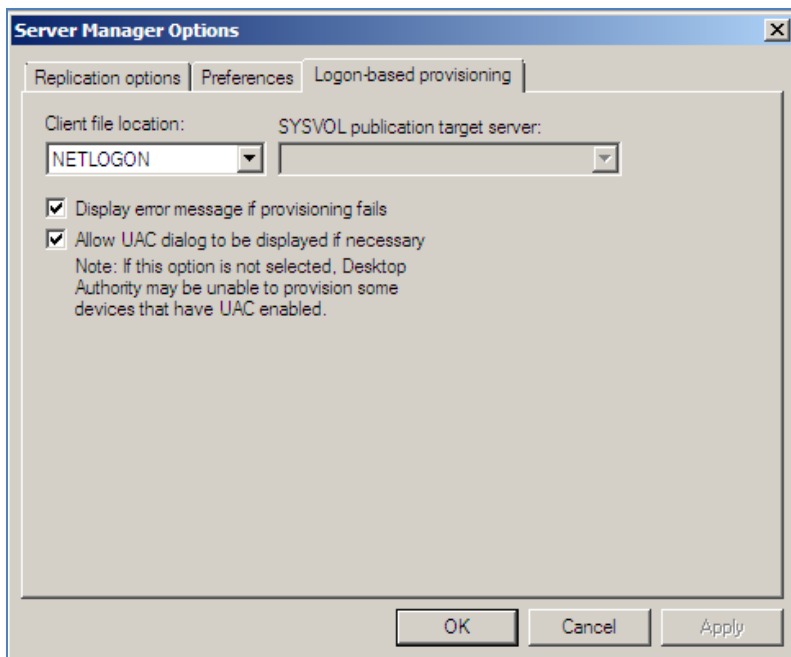 Server Manager Options
Replication options Preferences Logon-based provisioning
Client file location: SYSVOL publication target server:
NETLOGON
Display error message if provisioning fails
Allow UAC dialog to be displayed if necessary
Note: If this option is not selected, Desktop
Authority may be unable to provision some
devices that have UAC enabled.
OK Cancel Apply